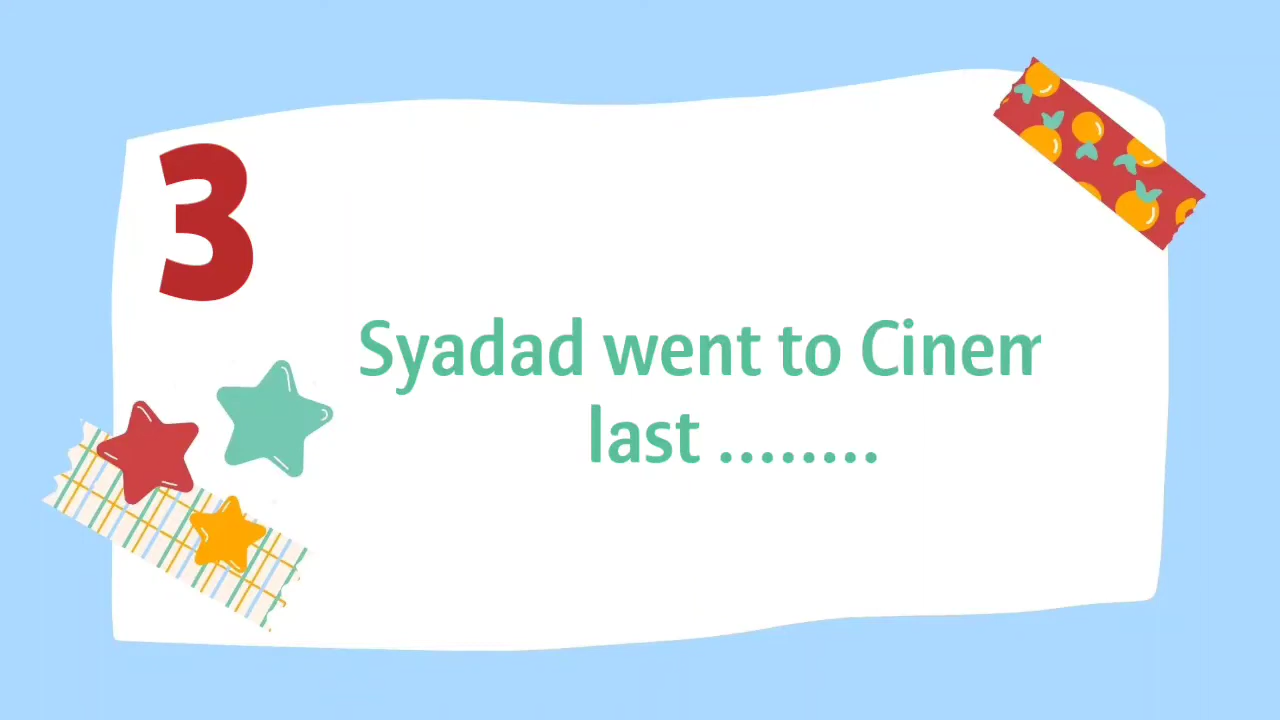 3
Syadad went to Cinem
last ........